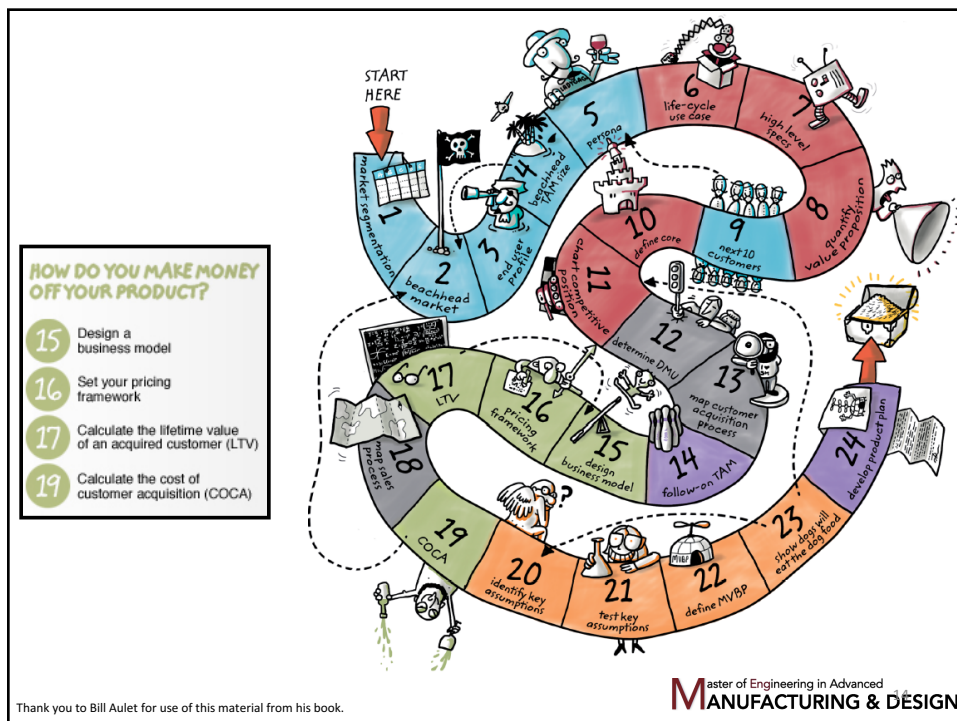 START
HERE
1
market segmentation
2
beachhead
market
3
end user
profile
4
beachhead
TAM size
5
persona
6
life-cycle
use case
7
high level
specs
8
quantify
value proposition
9
next 10
customers
10
define core
11
chart competitive
position
12
determine DMU
13
map customer
acquisition
process
14
follow-on TAM
15
design
business model
16
pricing
framework
17
LTV
18
map sales
process
19
COCA
20
identify key
assumptions
?
21
test key
assumptions
22
define MVBP
MVBP
23
show dogs will
eat the dog food
24
develop product plan
HOW DO YOU MAKE MONEY
OFF YOUR PRODUCT?
15 Design a
business model
16 Set your pricing
framework
17 Calculate the lifetime value
of an acquired customer (LTV)
19 Calculate the cost of
customer acquisition (COCA)
Thank you to Bill Aulet for use of this material from his book.
Master of Engineering in Advanced
MANUFACTURING & DESIGN
14